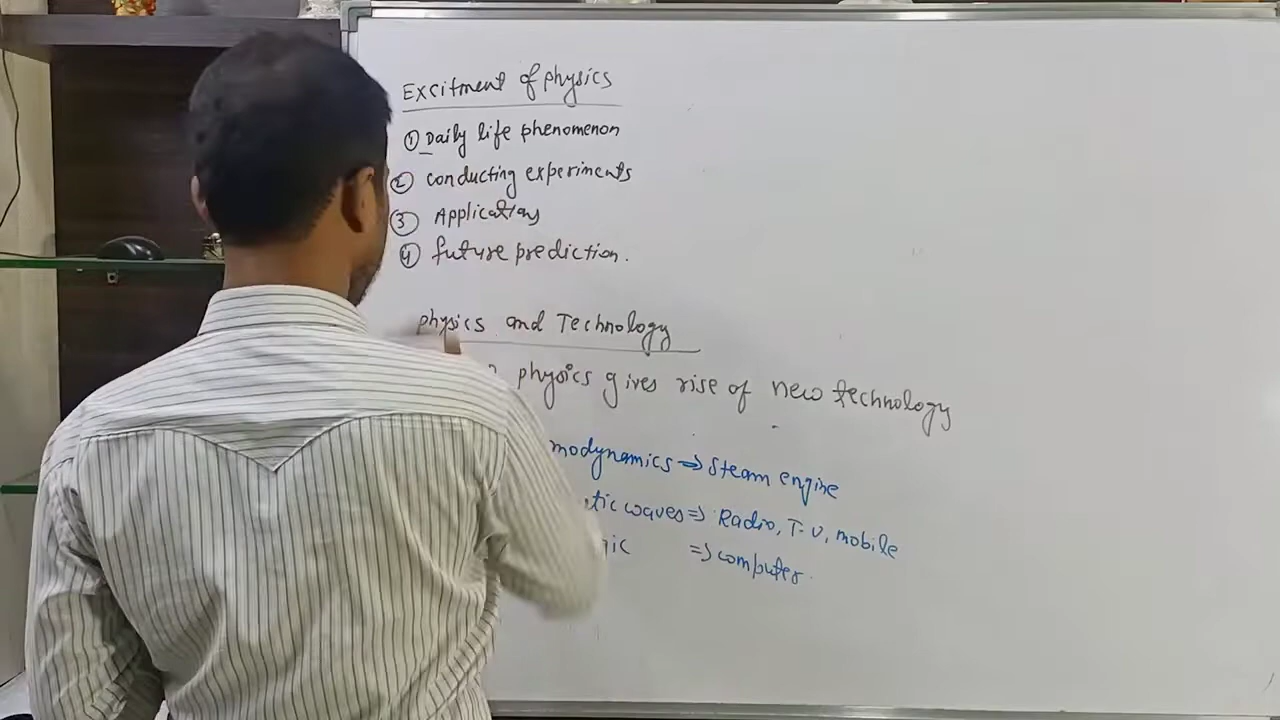 Excitment of physics
① Daily life phenomenon
② conducting experiments
③ Applications
④ future prediction.
physics and Technology
physics gives rise of new technology
modynamics ⇒ Steam engine
tic waves ⇒ Radio, T-V, mobile
ic ⇒ computer.